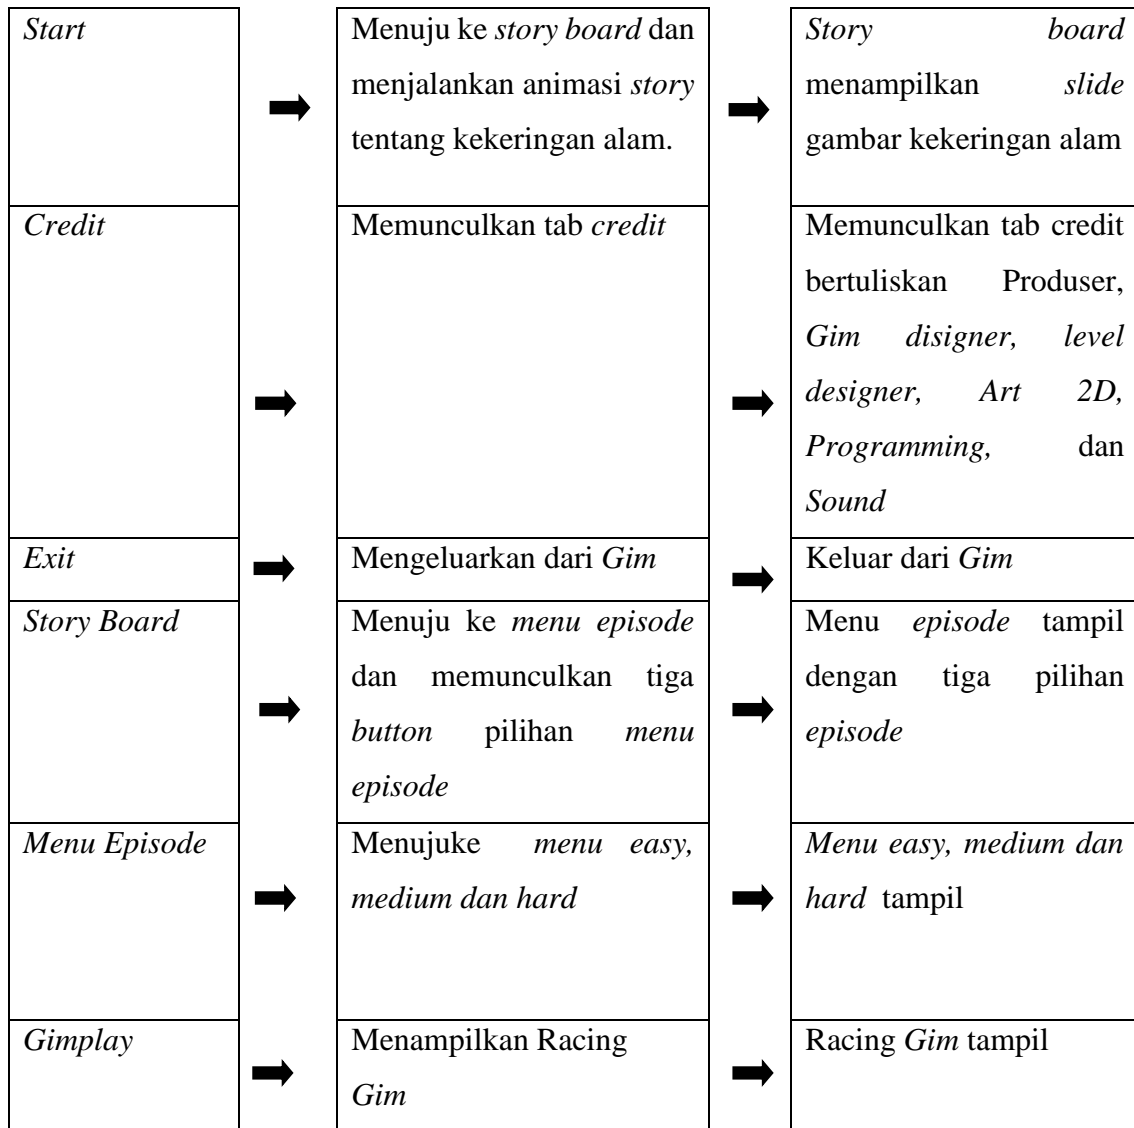 Start
Menuju ke story board dan
menjalankan animasi story
tentang kekeringan alam.
Story board
menampilkan slide
gambar kekeringan alam
Credit
Memunculkan tab credit
Memunculkan tab credit
bertuliskan Produser,
Gim disigner, level
designer, Art 2D,
Programming, dan
Sound
Exit
Mengeluarkan dari Gim
Keluar dari Gim
Story Board
Menuju ke menu episode
dan memunculkan tiga
button pilihan menu
episode
Menu episode tampil
dengan tiga pilihan
episode
Menu Episode
Menujuke menu easy,
medium dan hard
Menu easy, medium dan
hard tampil
Gimplay
Menampilkan Racing
Gim
Racing Gim tampil